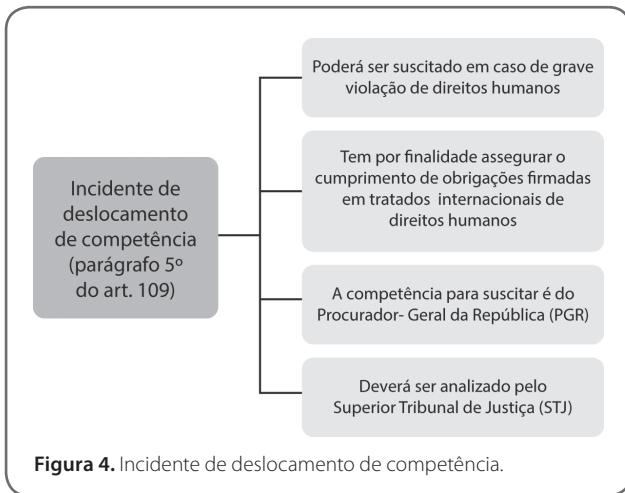 Incidente de
deslocamento
de competência
(parágrafo 5º
do art. 109)
Poderá ser suscitado em caso de grave
violação de direitos humanos
Tem por finalidade assegurar o
cumprimento de obrigações firmadas
em tratados internacionais de
direitos humanos
A competência para suscitar é do
Procurador- Geral da República (PGR)
Deverá ser analizado pelo
Superior Tribunal de Justiça (STJ)
Figura 4. Incidente de deslocamento de competência.